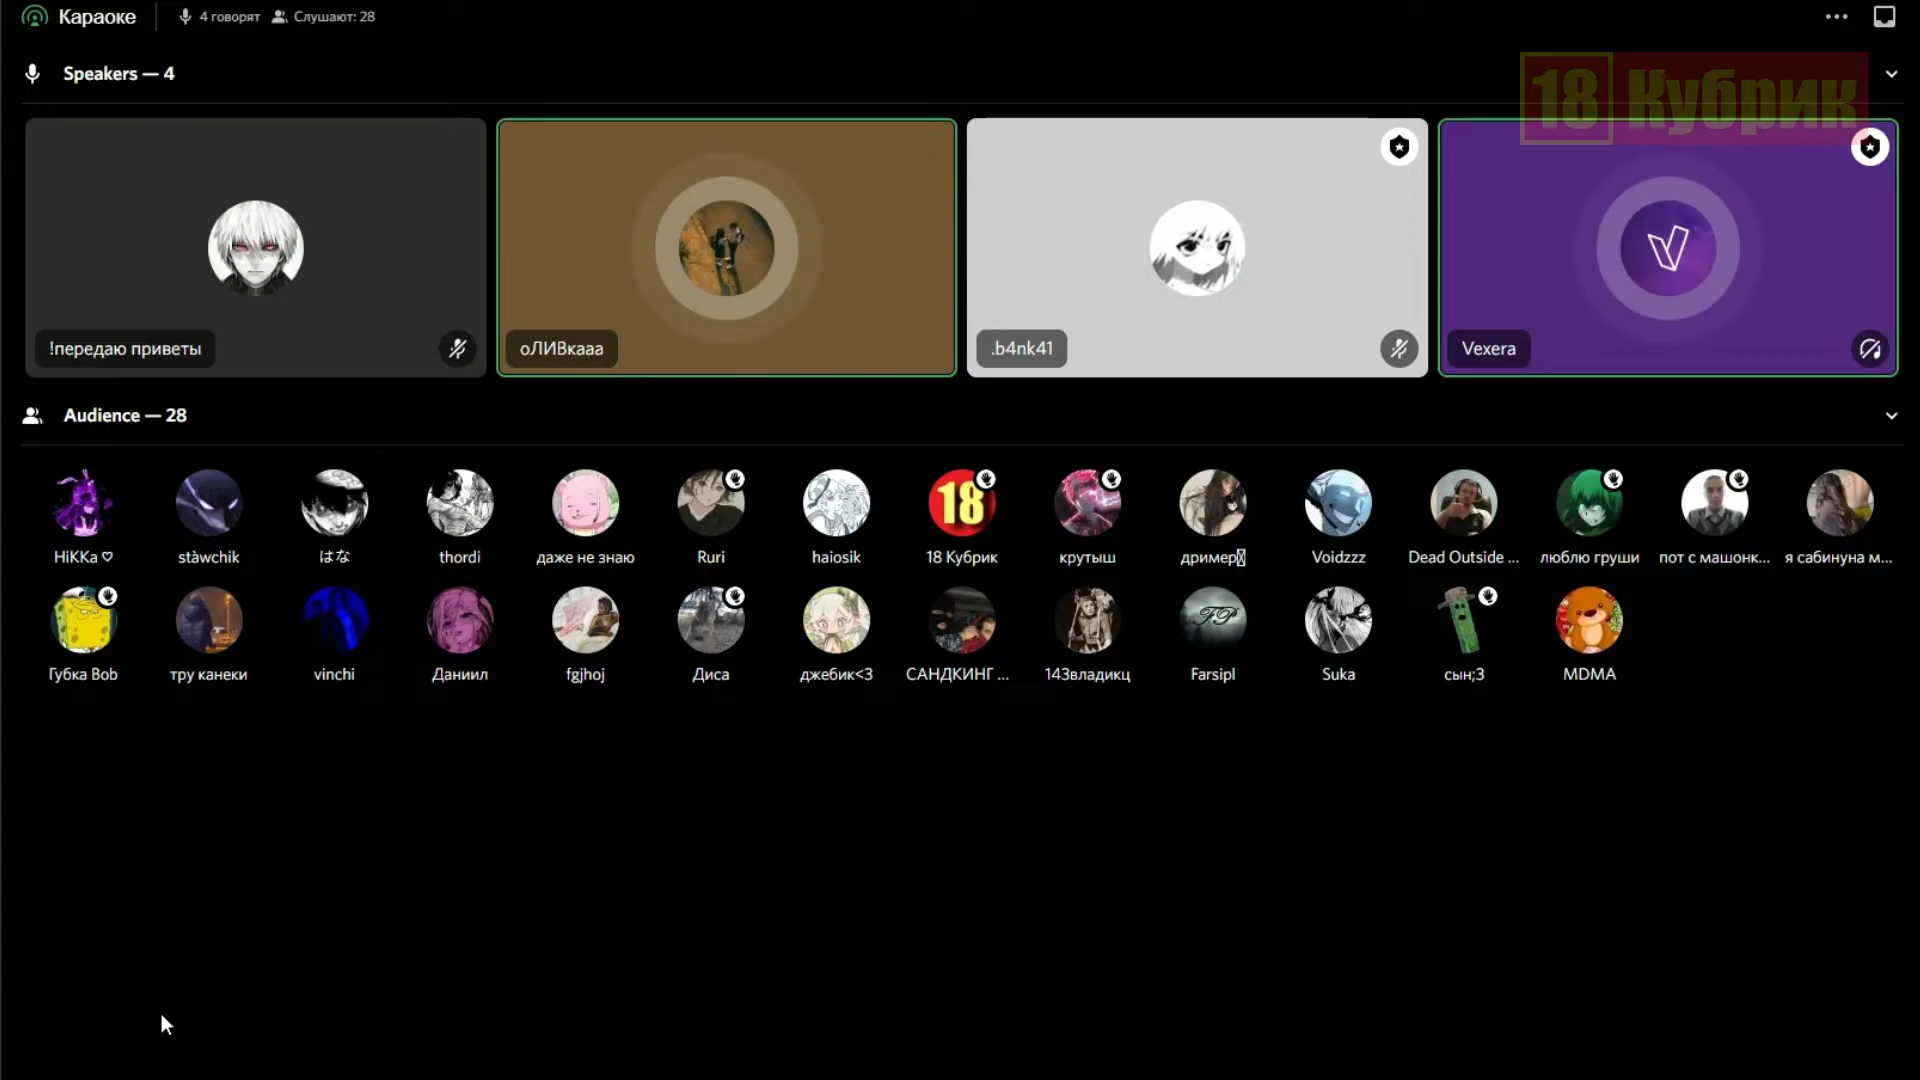 Караоке
4 говорят
Слушают: 28
Speakers — 4
18 Кубрик
!передаю приветы
оЛИВкааа
.b4nk41
Vexera
Audience — 28
18
HiKKa ♡
stàwchik
はな
thordi
даже не знаю
Ruri
haiosik
18 Кубрик
крутыш
дример
Voidzzz
Dead Outside ...
люблю груши
пот с машонк...
я сабинуна м...
FP
Губка Bob
тру канеки
vinchi
Даниил
fgjhoj
Диса
джебик<3
САНДКИНГ ...
143владикц
Farsipl
Suka
сын;3
MDMA